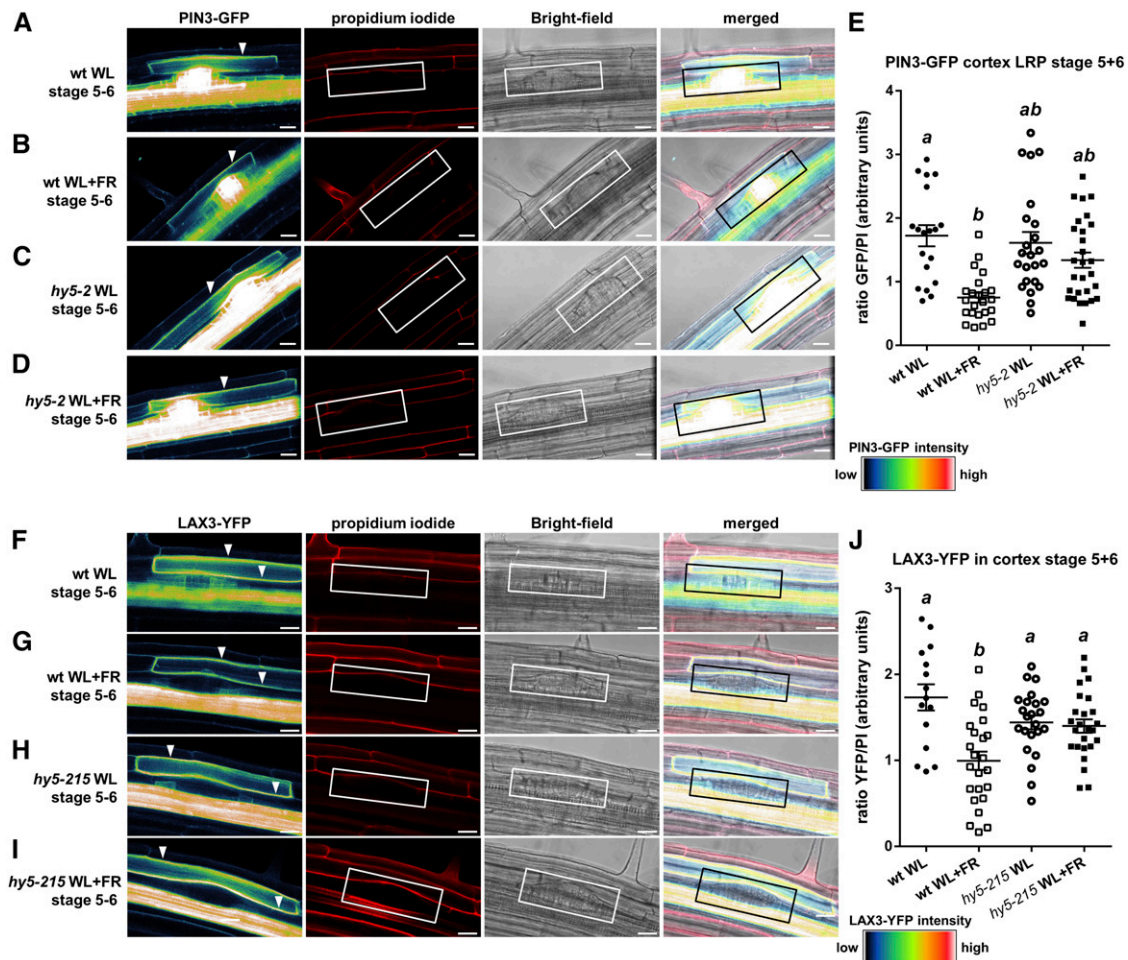 A
PIN3-GFP
propidium iodide
Bright-field
merged
wt WL
stage 5-6
B
wt WL+FR
stage 5-6
C
hy5-2 WL
stage 5-6
D
hy5-2 WL+FR
stage 5-6
E
PIN3-GFP cortex LRP stage 5+6
ratio GFP/PI (arbitrary units)
4
3
2
1
0
a
b
ab
ab
wt WL
wt WL+FR
hy5-2 WL
hy5-2 WL+FR
PIN3-GFP intensity
low
high
F
LAX3-YFP
propidium iodide
Bright-field
merged
wt WL
stage 5-6
G
wt WL+FR
stage 5-6
H
hy5-215 WL
stage 5-6
I
hy5-215 WL+FR
stage 5-6
J
LAX3-YFP in cortex stage 5+6
ratio YFP/PI (arbitrary units)
3
2
1
0
a
b
a
a
wt WL
wt WL+FR
hy5-215 WL
hy5-215 WL+FR
LAX3-YFP intensity
low
high